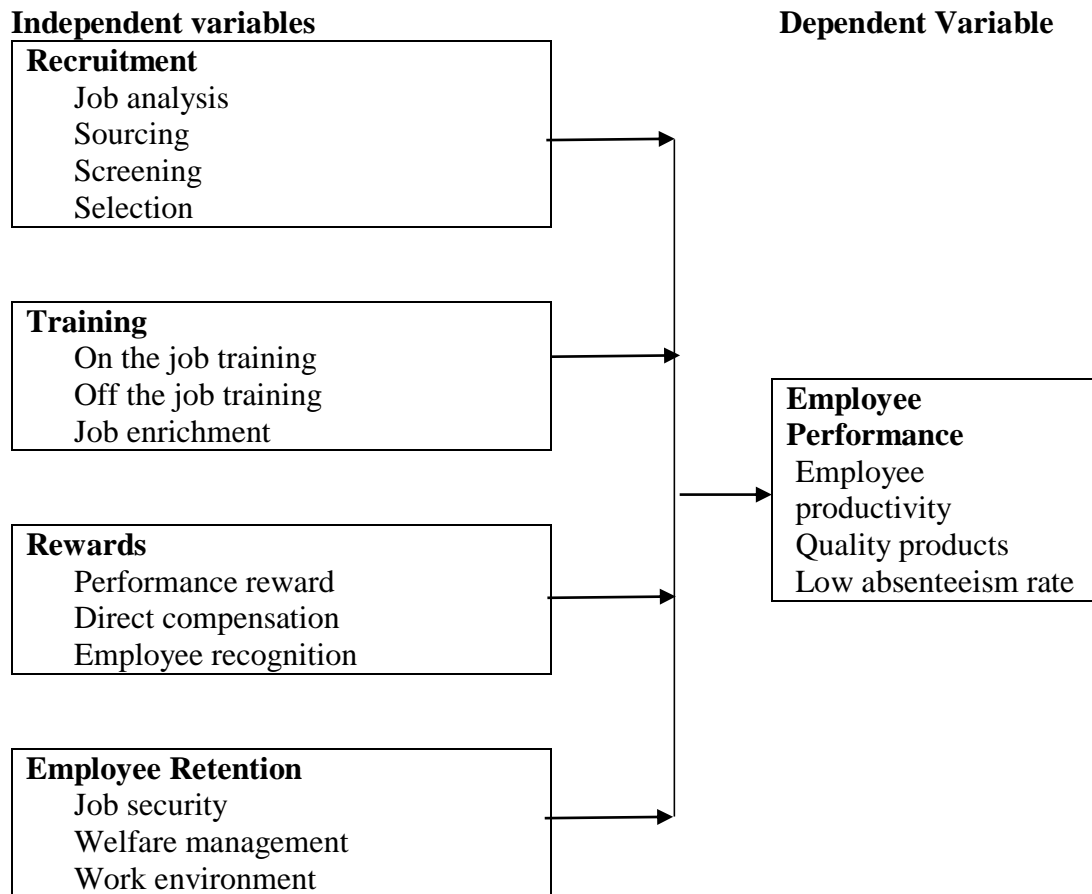 Independent variables
Dependent Variable
Recruitment
Job analysis
Sourcing
Screening
Selection
Training
On the job training
Off the job training
Job enrichment
Rewards
Performance reward
Direct compensation
Employee recognition
Employee Retention
Job security
Welfare management
Work environment
Employee
Performance
Employee
productivity
Quality products
Low absenteeism rate